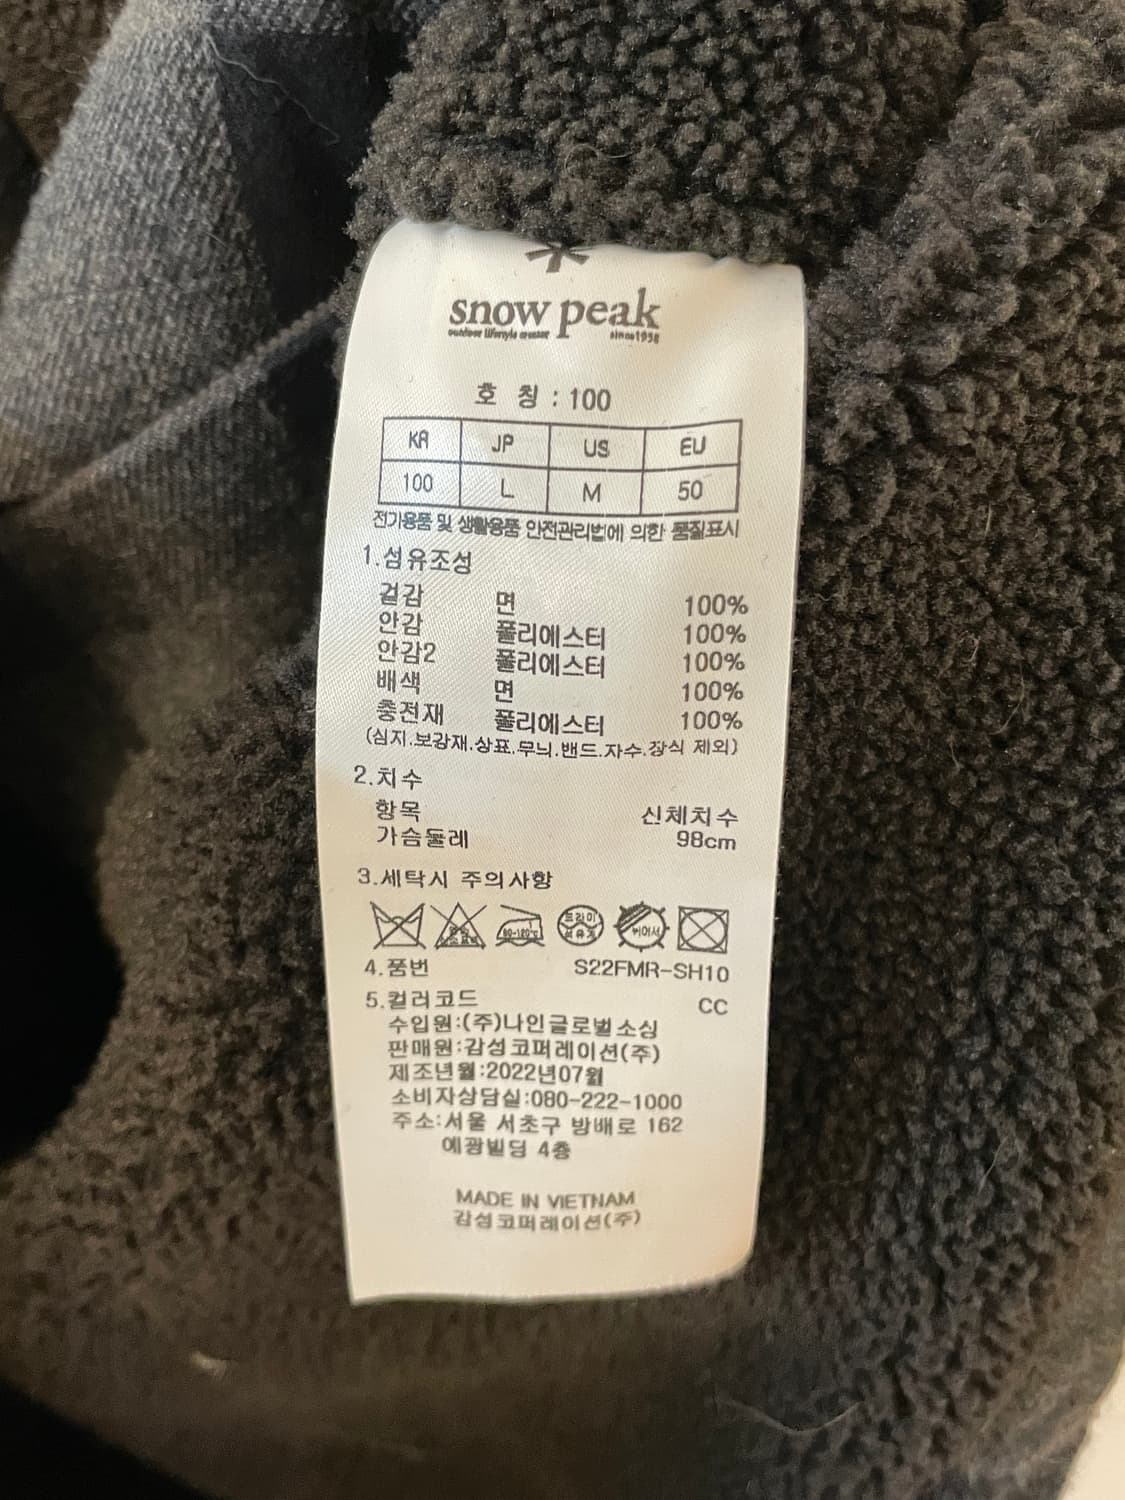 snow peak
outdoor lifestyle creator since1958
호 칭 : 100
KR JP US EU
100 L M 50
전기용품 및 생활용품 안전관리법에 의한 품질표시
1.섬유조성
겉감 면 100%
안감 폴리에스터 100%
안감2 폴리에스터 100%
배색 면 100%
충전재 폴리에스터 100%
(심지.보강재.상표.무늬.밴드.자수.장식 제외)
2.치수
항목 신체치수
가슴둘레 98cm
3.세탁시 주의사항
80-120℃ 드라이 뉘어서
4.품번 S22FMR-SH10
5.컬러코드 CC
수입원:(주)나인글로벌소싱
판매원:감성코퍼레이션(주)
제조년월:2022년07월
소비자상담실:080-222-1000
주소:서울 서초구 방배로 162
예광빌딩 4층
MADE IN VIETNAM
감성코퍼레이션(주)